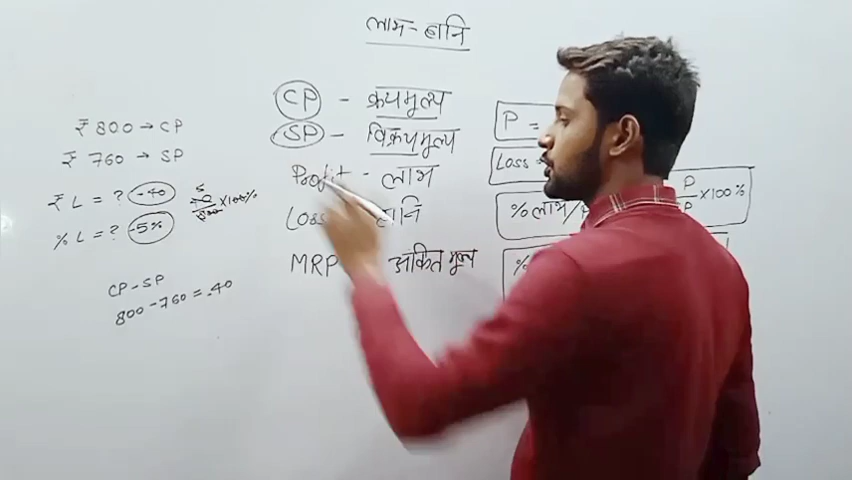 लाभ - हानि
₹ 800 → CP
₹ 760 → SP
₹ L = ? -40
% L = ? -5%
×100%
CP - SP
800 - 760 = 40
CP - क्रयमूल्य
SP - विक्रयमूल्य
Profit - लाभ
Loss हानि
MRP अंकित मूल्य
P =
Loss =
% लाभ/ P ×100%
%